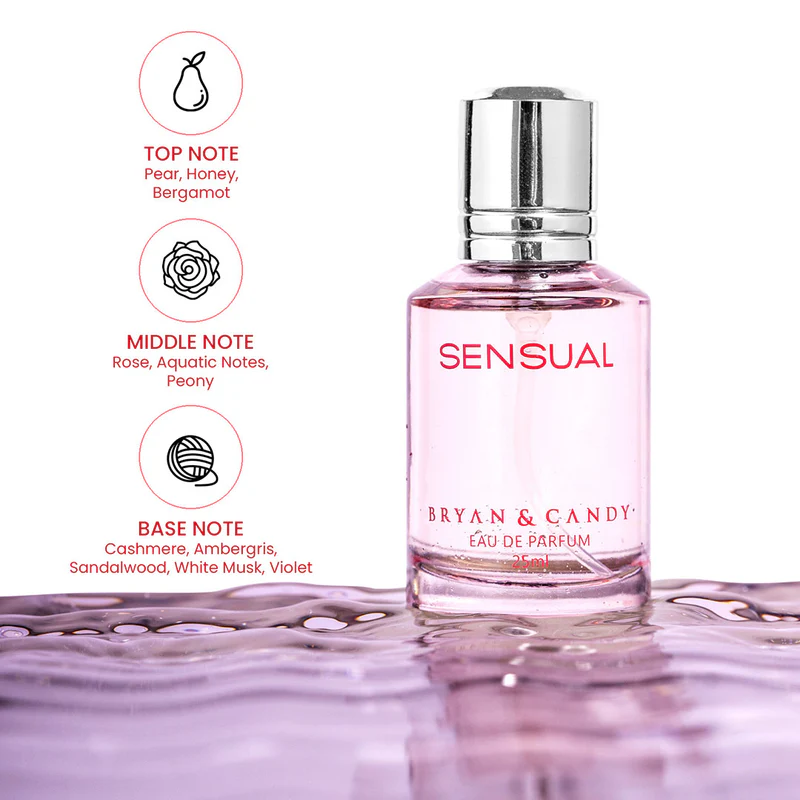 TOP NOTE
Pear, Honey,
Bergamot
MIDDLE NOTE
Rose, Aquatic Notes,
Peony
BASE NOTE
Cashmere, Ambergris,
Sandalwood, White Musk, Violet
SENSUAL
BRYAN & CANDY
EAU DE PARFUM
25ml